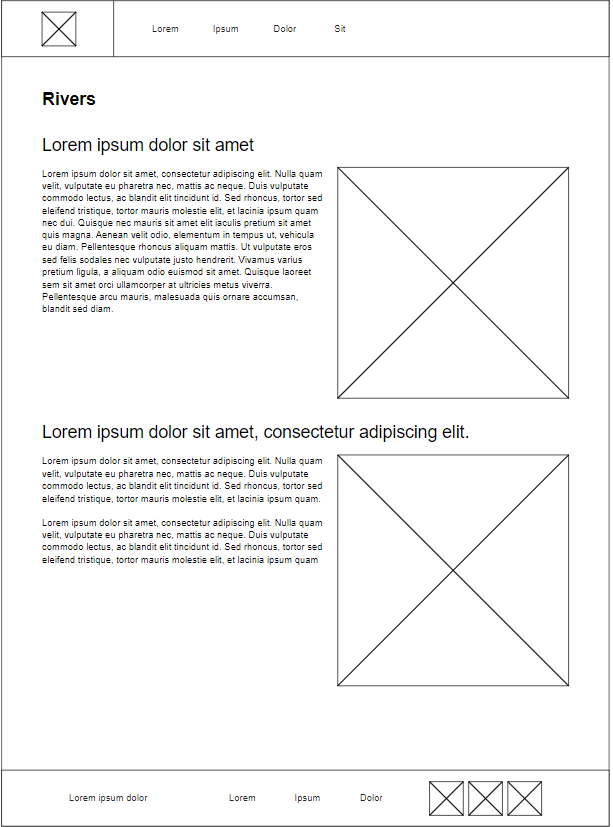 Lorem Ipsum Dolor Sit
Rivers
Lorem ipsum dolor sit amet
Lorem ipsum dolor sit amet, consectetur adipiscing elit. Nulla quam
velit, vulputate eu pharetra nec, mattis ac neque. Duis vulputate
commodo lectus, ac blandit elit tincidunt id. Sed rhoncus, tortor sed
eleifend tristique, tortor mauris molestie elit, et lacinia ipsum quam
nec dui. Quisque nec mauris sit amet elit iaculis pretium sit amet
quis magna. Aenean velit odio, elementum in tempus ut, vehicula
eu diam. Pellentesque rhoncus aliquam mattis. Ut vulputate eros
sed felis sodales nec vulputate justo hendrerit. Vivamus varius
pretium ligula, a aliquam odio euismod sit amet. Quisque laoreet
sem sit amet orci ullamcorper at ultricies metus viverra.
Pellentesque arcu mauris, malesuada quis ornare accumsan,
blandit sed diam.
Lorem ipsum dolor sit amet, consectetur adipiscing elit.
Lorem ipsum dolor sit amet, consectetur adipiscing elit. Nulla quam
velit, vulputate eu pharetra nec, mattis ac neque. Duis vulputate
commodo lectus, ac blandit elit tincidunt id. Sed rhoncus, tortor sed
eleifend tristique, tortor mauris molestie elit, et lacinia ipsum quam.
Lorem ipsum dolor sit amet, consectetur adipiscing elit. Nulla quam
velit, vulputate eu pharetra nec, mattis ac neque. Duis vulputate
commodo lectus, ac blandit elit tincidunt id. Sed rhoncus, tortor sed
eleifend tristique, tortor mauris molestie elit, et lacinia ipsum quam
Lorem ipsum dolor Lorem Ipsum Dolor